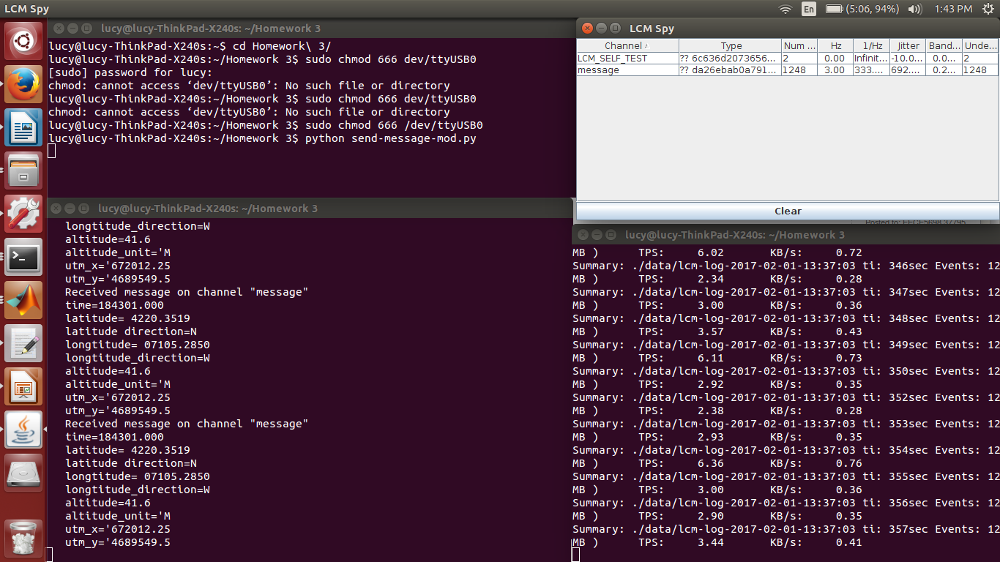 LCM Spy
En
(5:06, 94%)
1:43 PM
lucy@lucy-ThinkPad-X240s: ~/Homework 3
lucy@lucy-ThinkPad-X240s:~$ cd Homework\ 3/
lucy@lucy-ThinkPad-X240s:~/Homework 3$ sudo chmod 666 dev/ttyUSB0
[sudo] password for lucy:
chmod: cannot access ‘dev/ttyUSB0’: No such file or directory
lucy@lucy-ThinkPad-X240s:~/Homework 3$ sudo chmod 666 dev/ttyUSB0
chmod: cannot access ‘dev/ttyUSB0’: No such file or directory
lucy@lucy-ThinkPad-X240s:~/Homework 3$ sudo chmod 666 /dev/ttyUSB0
lucy@lucy-ThinkPad-X240s:~/Homework 3$ python send-message-mod.py
LCM Spy
Channel Type Num ... Hz 1/Hz Jitter Band... Unde...
LCM_SELF_TEST ?? 6c636d2073656... 2 0.00 Infinit... -10.0... 0.0... 2
message ?? da26ebab0a791... 1248 3.00 333.... 692.... 0.2... 1248
Clear
Posted to: EECE5698 37795
lucy@lucy-ThinkPad-X240s: ~/Homework 3
longtitude_direction=W
altitude=41.6
altitude_unit='M
utm_x='672012.25
utm_y='4689549.5
Received message on channel "message"
time=184301.000
latitude= 4220.3519
latitude direction=N
longtitude= 07105.2850
longtitude_direction=W
altitude=41.6
altitude_unit='M
utm_x='672012.25
utm_y='4689549.5
Received message on channel "message"
time=184301.000
latitude= 4220.3519
latitude direction=N
longtitude= 07105.2850
longtitude_direction=W
altitude=41.6
altitude_unit='M
utm_x='672012.25
utm_y='4689549.5
lucy@lucy-ThinkPad-X240s: ~/Homework 3
MB ) TPS: 6.02 KB/s: 0.72
Summary: ./data/lcm-log-2017-02-01-13:37:03 ti: 346sec Events: 12
MB ) TPS: 2.34 KB/s: 0.28
Summary: ./data/lcm-log-2017-02-01-13:37:03 ti: 347sec Events: 12
MB ) TPS: 3.00 KB/s: 0.36
Summary: ./data/lcm-log-2017-02-01-13:37:03 ti: 348sec Events: 12
MB ) TPS: 3.57 KB/s: 0.43
Summary: ./data/lcm-log-2017-02-01-13:37:03 ti: 349sec Events: 12
MB ) TPS: 6.11 KB/s: 0.73
Summary: ./data/lcm-log-2017-02-01-13:37:03 ti: 350sec Events: 12
MB ) TPS: 2.92 KB/s: 0.35
Summary: ./data/lcm-log-2017-02-01-13:37:03 ti: 352sec Events: 12
MB ) TPS: 2.38 KB/s: 0.28
Summary: ./data/lcm-log-2017-02-01-13:37:03 ti: 353sec Events: 12
MB ) TPS: 2.93 KB/s: 0.35
Summary: ./data/lcm-log-2017-02-01-13:37:03 ti: 354sec Events: 12
MB ) TPS: 6.36 KB/s: 0.76
Summary: ./data/lcm-log-2017-02-01-13:37:03 ti: 355sec Events: 12
MB ) TPS: 3.00 KB/s: 0.36
Summary: ./data/lcm-log-2017-02-01-13:37:03 ti: 356sec Events: 12
MB ) TPS: 2.90 KB/s: 0.35
Summary: ./data/lcm-log-2017-02-01-13:37:03 ti: 357sec Events: 12
MB ) TPS: 3.44 KB/s: 0.41